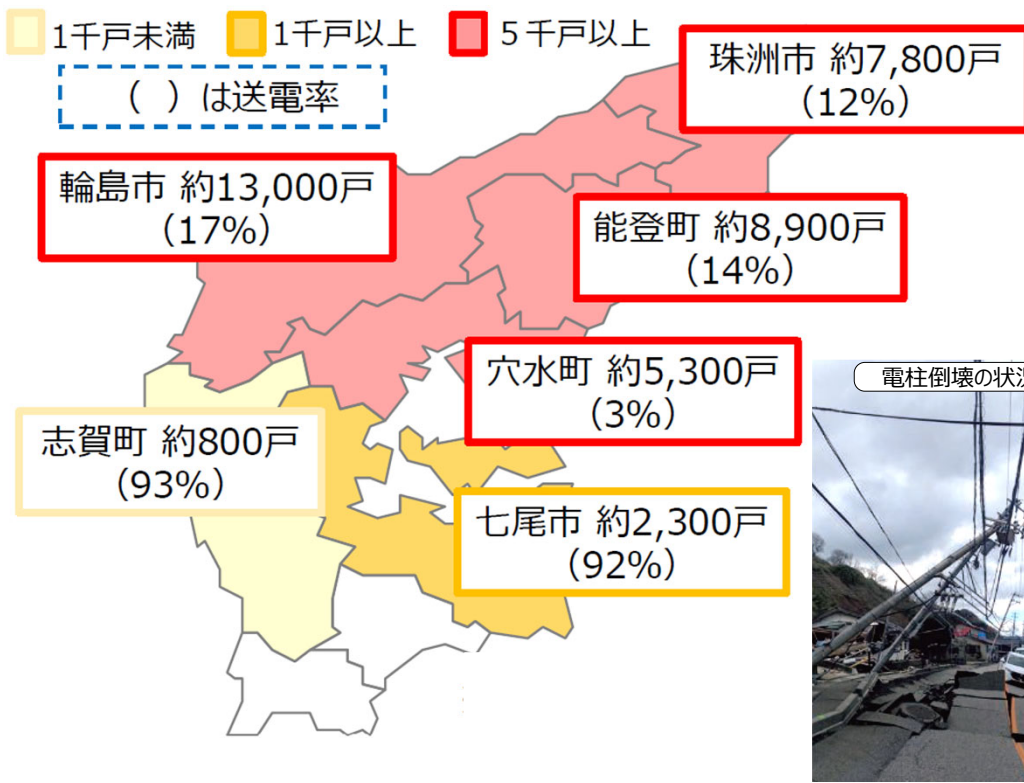 1千戸未満 1千戸以上 5千戸以上
( )は送電率
珠洲市 約7,800戸
(12%)
輪島市 約13,000戸
(17%)
能登町 約8,900戸
(14%)
穴水町 約5,300戸
(3%)
電柱倒壊の状況
志賀町 約800戸
(93%)
七尾市 約2,300戸
(92%)